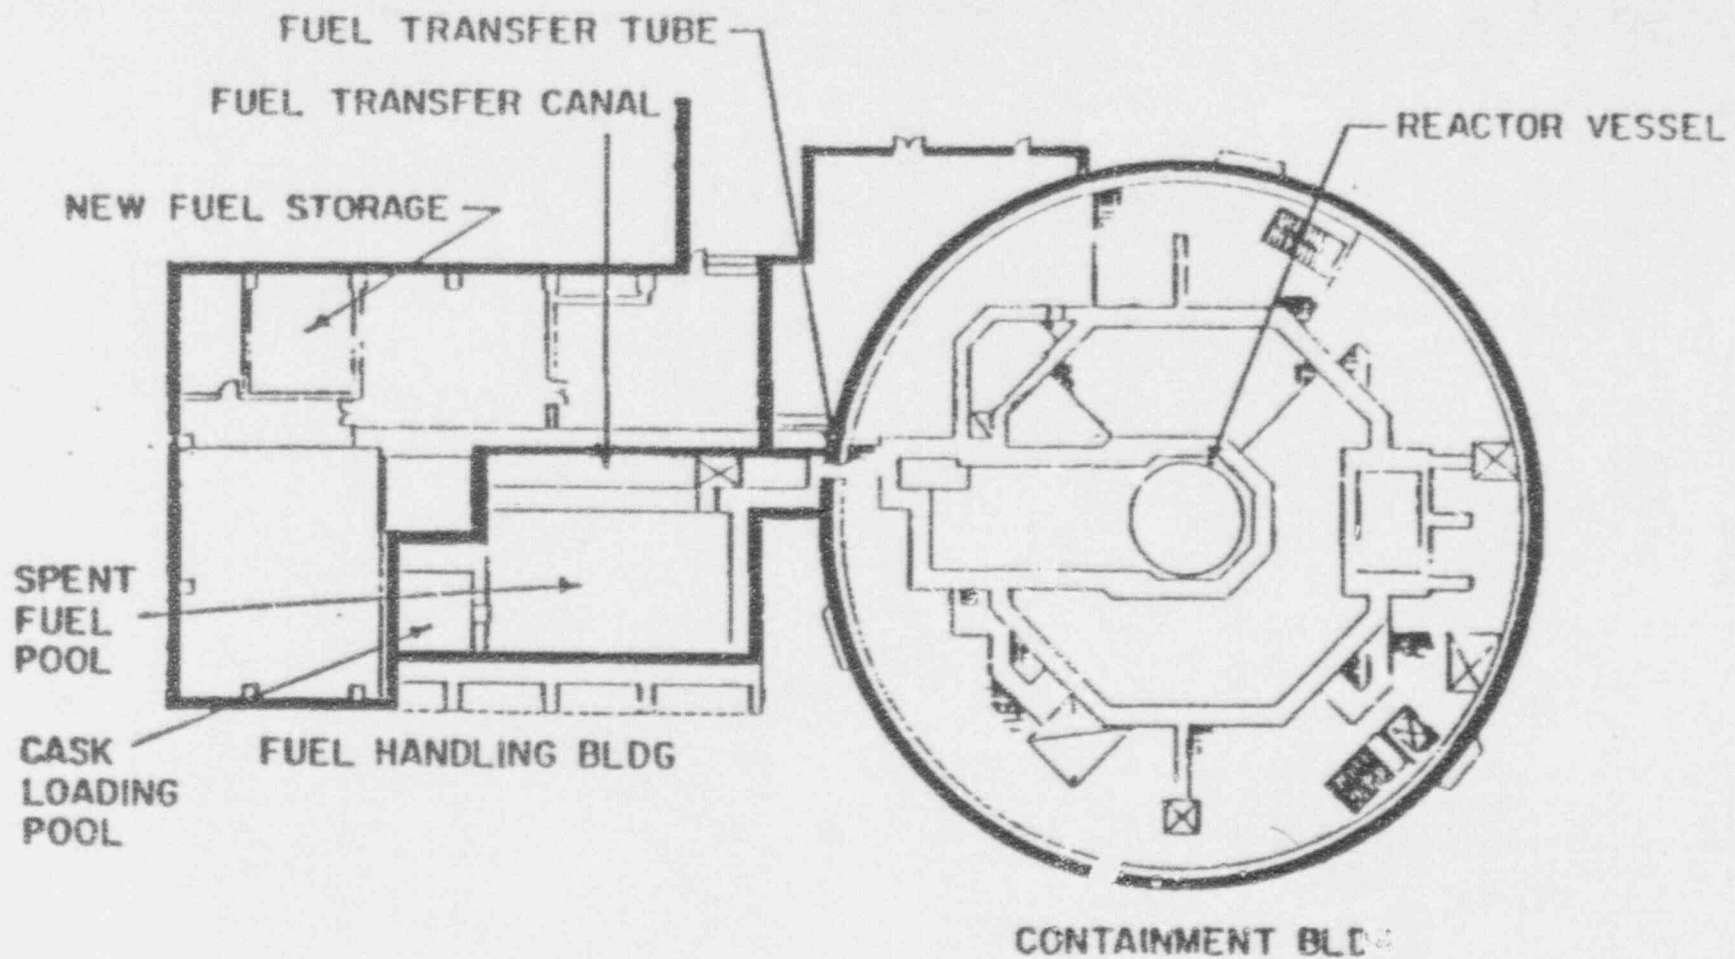 FUEL TRANSFER TUBE
FUEL TRANSFER CANAL
REACTOR VESSEL
NEW FUEL STORAGE
SPENT
FUEL
POOL
CASK
LOADING
POOL
FUEL HANDLING BLDG
CONTAINMENT